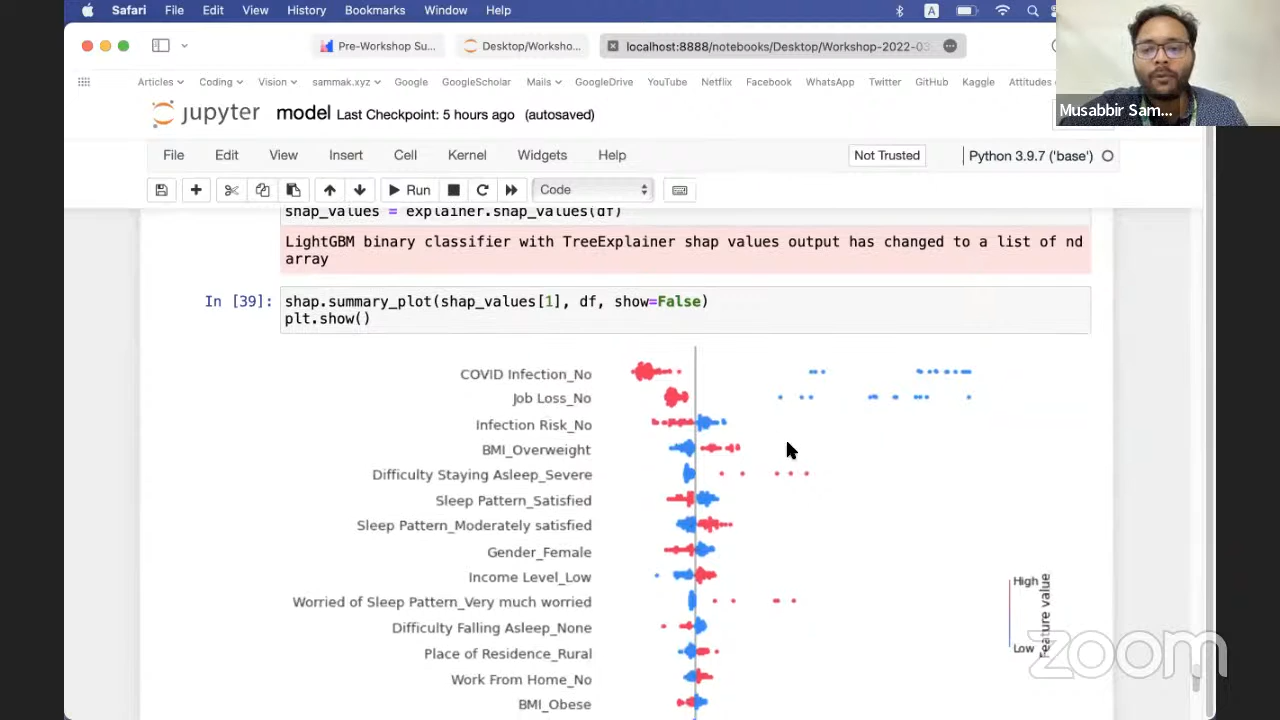 Safari File Edit View History Bookmarks Window Help A
Pre-Workshop Su... Desktop/Worksho... localhost:8888/notebooks/Desktop/Workshop-2022-03
Articles Coding Vision sammak.xyz Google GoogleScholar Mails GoogleDrive YouTube Netflix Facebook WhatsApp Twitter GitHub Kaggle Attitudes
Musabbir Sam...
jupyter model Last Checkpoint: 5 hours ago (autosaved)
File Edit View Insert Cell Kernel Widgets Help Not Trusted Python 3.9.7 ('base')
Run Code
shap_values = explainer.shap_values(df)
LightGBM binary classifier with TreeExplainer shap values output has changed to a list of nd
array
In [39]: shap.summary_plot(shap_values[1], df, show=False)
plt.show()
COVID Infection_No
Job Loss_No
Infection Risk_No
BMI_Overweight
Difficulty Staying Asleep_Severe
Sleep Pattern_Satisfied
Sleep Pattern_Moderately satisfied
Gender_Female
Income Level_Low
Worried of Sleep Pattern_Very much worried
Difficulty Falling Asleep_None
Place of Residence_Rural
Work From Home_No
BMI_Obese
High
Low
Feature value
zoom